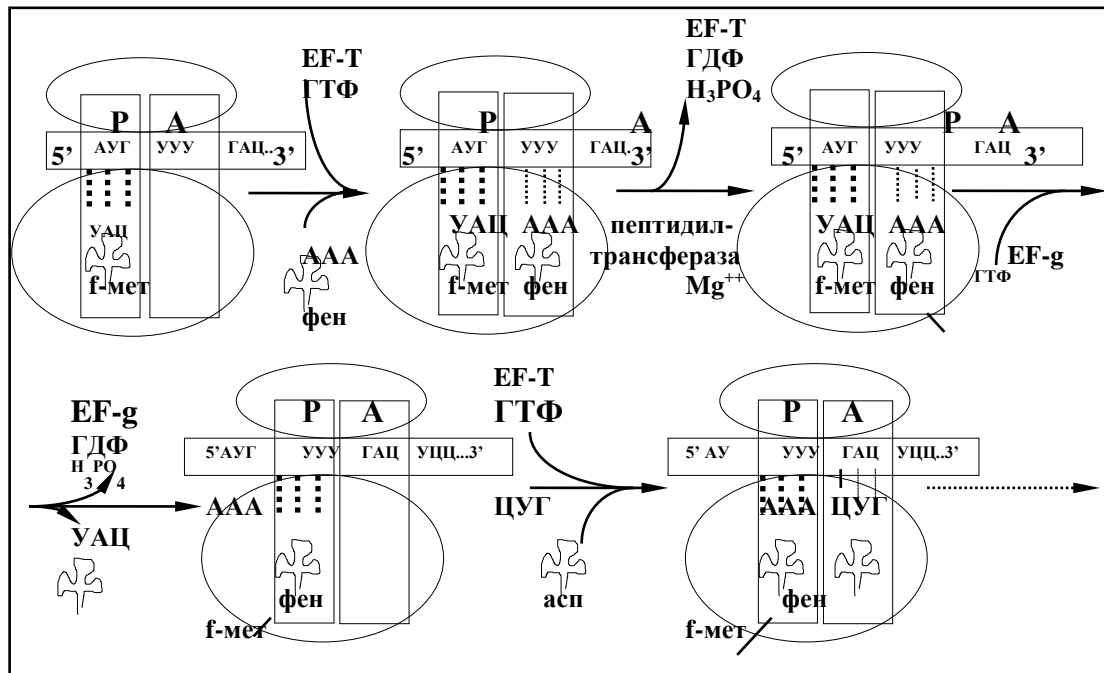 EF-T
ГТФ
P A
5’ АУГ УУУ ГАЦ.. 3’
УАЦ
f-мет
ААА
фен
EF-T
ГДФ
H₃PO₄
P A
5’ АУГ УУУ ГАЦ. 3’
УАЦ ААА
f-мет фен
пептидил-
трансфераза
Mg⁺⁺
P A
5’ АУГ УУУ ГАЦ 3’
УАЦ ААА
f-мет фен
ГТФ EF-g
EF-g
ГДФ
H₃PO₄
УАЦ
P A
5’АУГ УУУ ГАЦ УЦЦ...3’
ААА
фен
f-мет
EF-T
ГТФ
ЦУГ
асп
P A
5’ АУ УУУ ГАЦ УЦЦ..3’
ААА ЦУГ
фен
f-мет